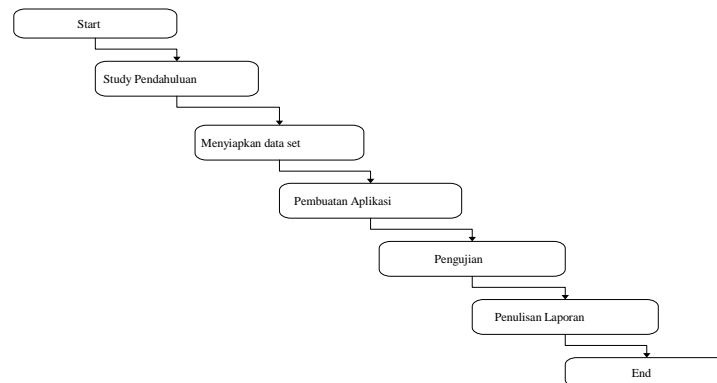 Start
Study Pendahuluan
Menyiapkan data set
Pembuatan Aplikasi
Pengujian
Penulisan Laporan
End